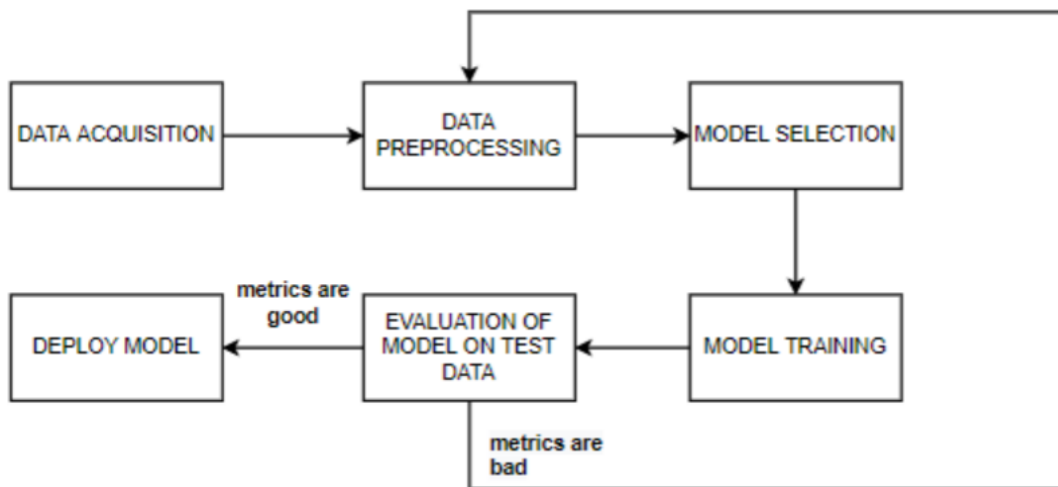 DATA ACQUISITION
DATA
PREPROCESSING
MODEL SELECTION
MODEL TRAINING
EVALUATION OF
MODEL ON TEST
DATA
metrics are
good
DEPLOY MODEL
metrics are
bad